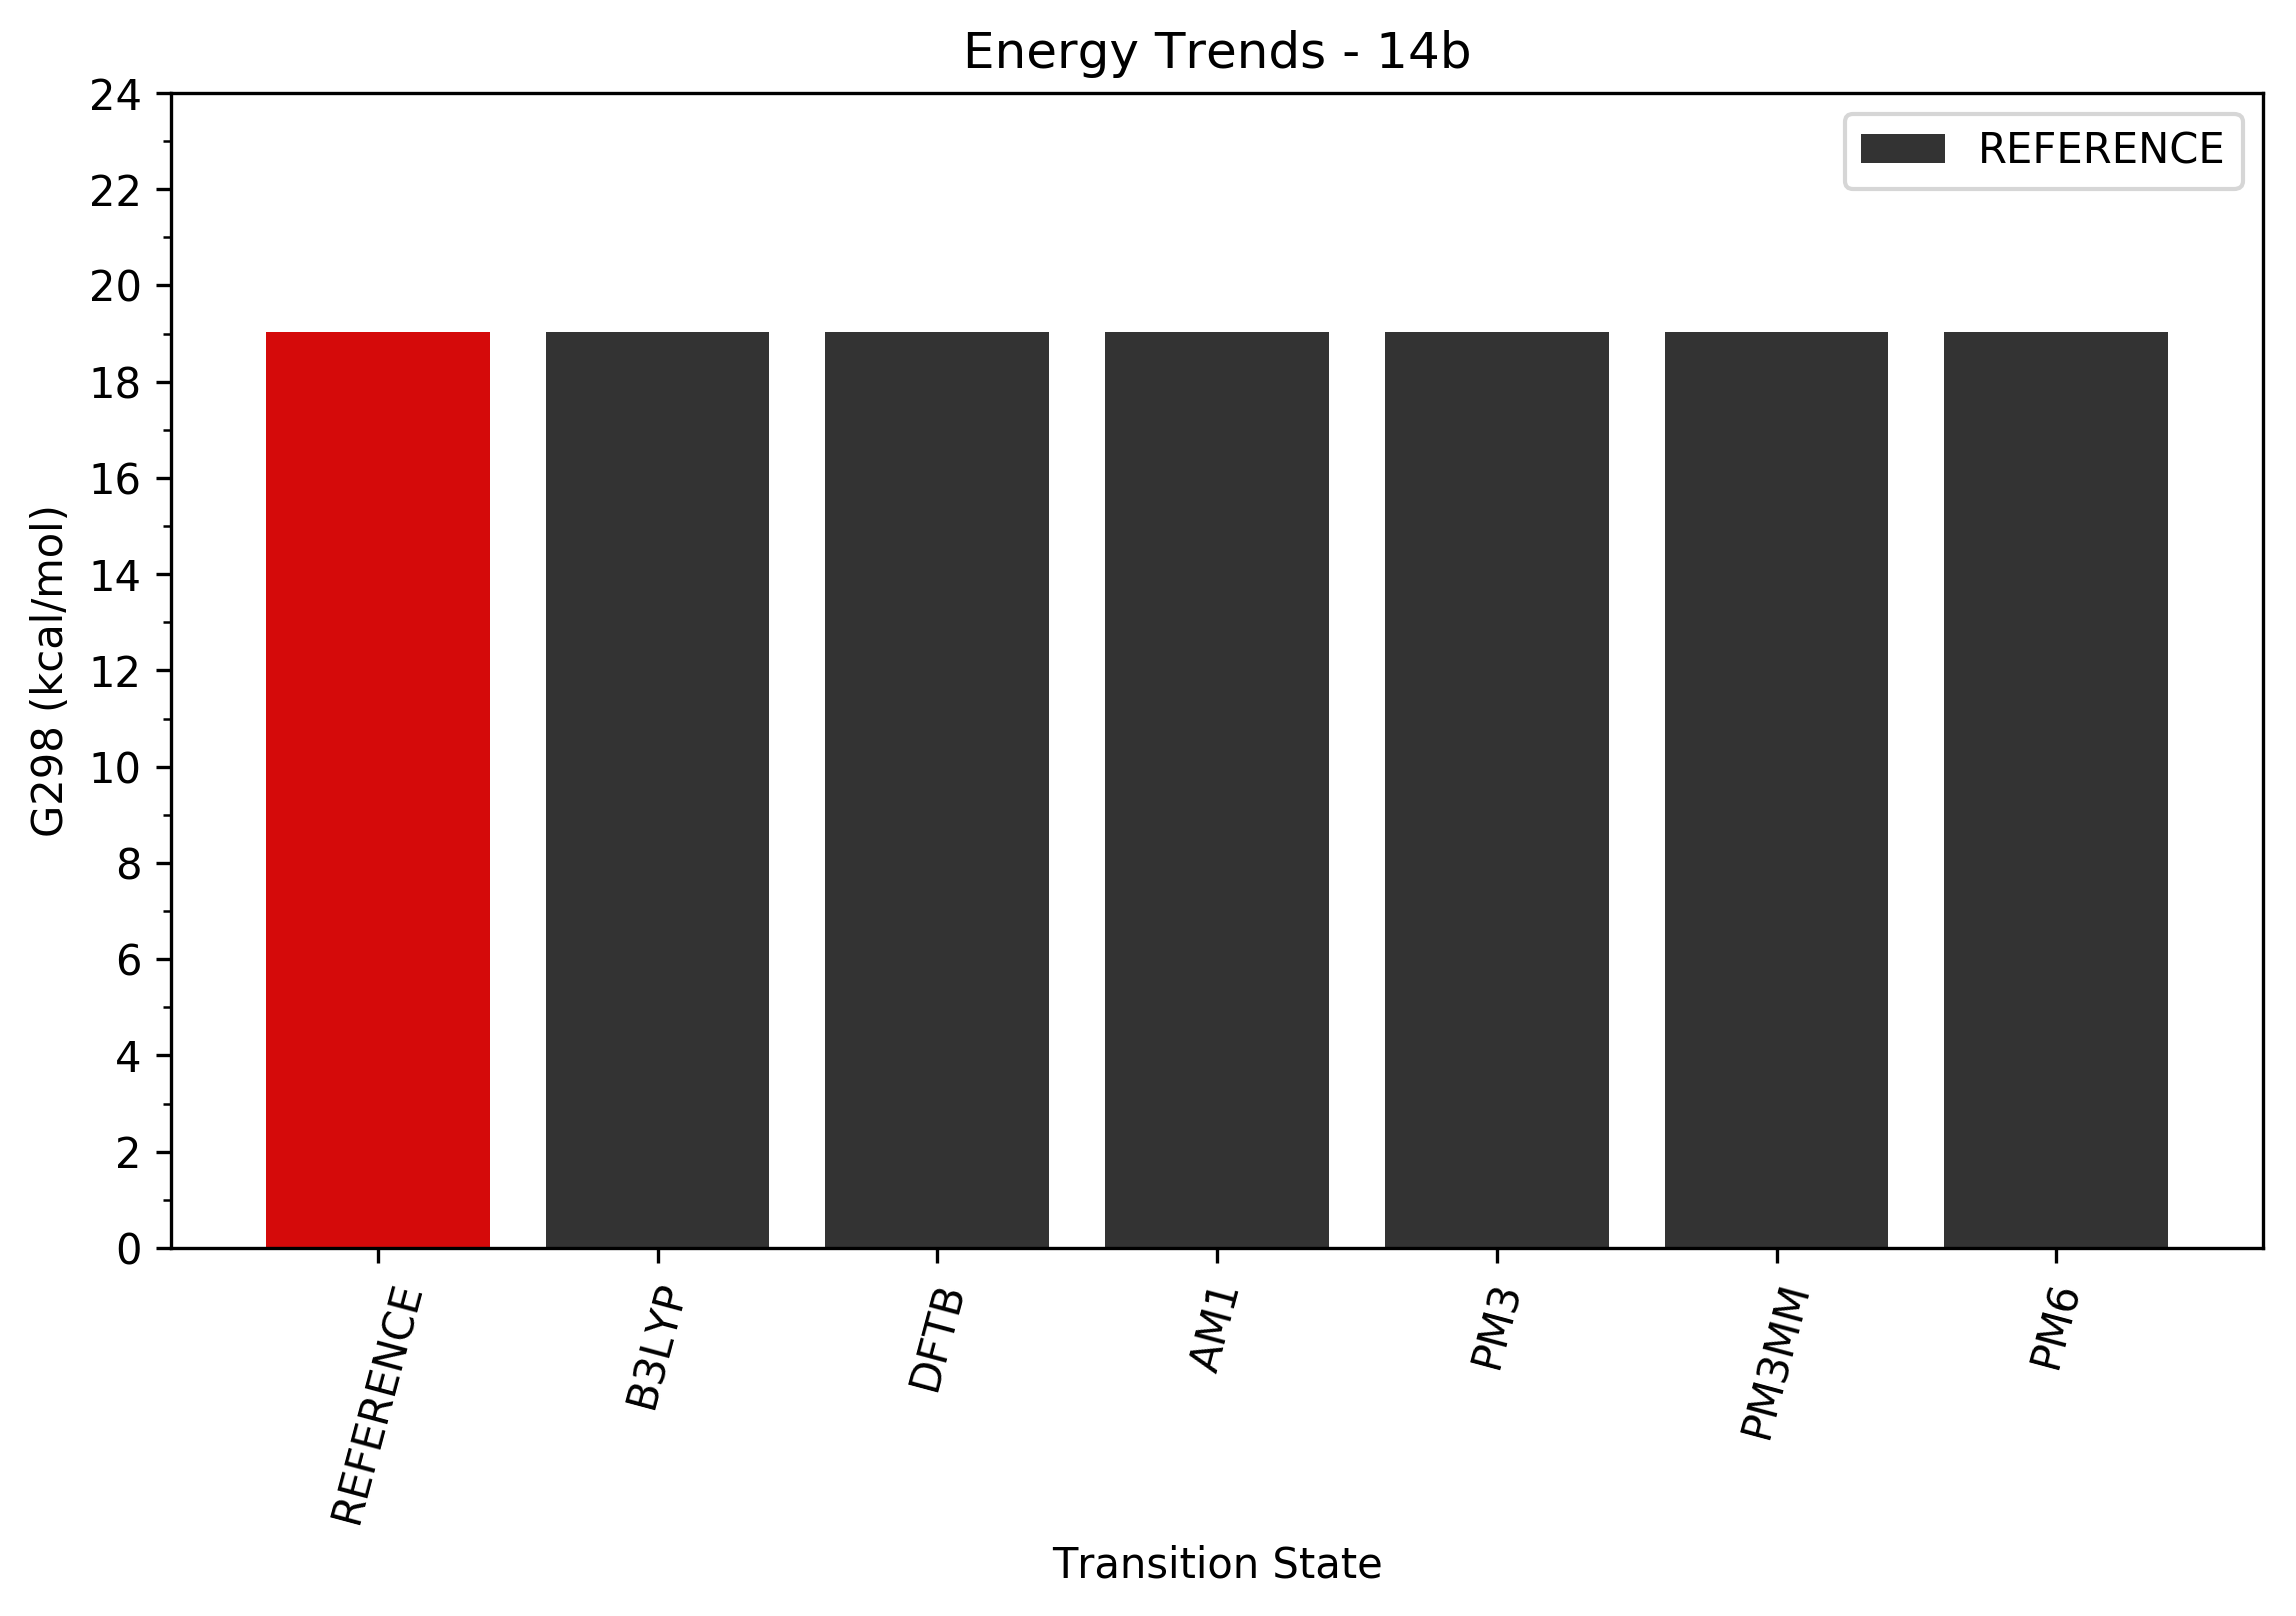 Energy Trends - 14b
REFERENCE
G298 (kcal/mol)
24
22
20
18
16
14
12
10
8
6
4
2
0
REFERENCE
B3LYP
DFTB
AM1
PM3
PM3MM
PM6
Transition State